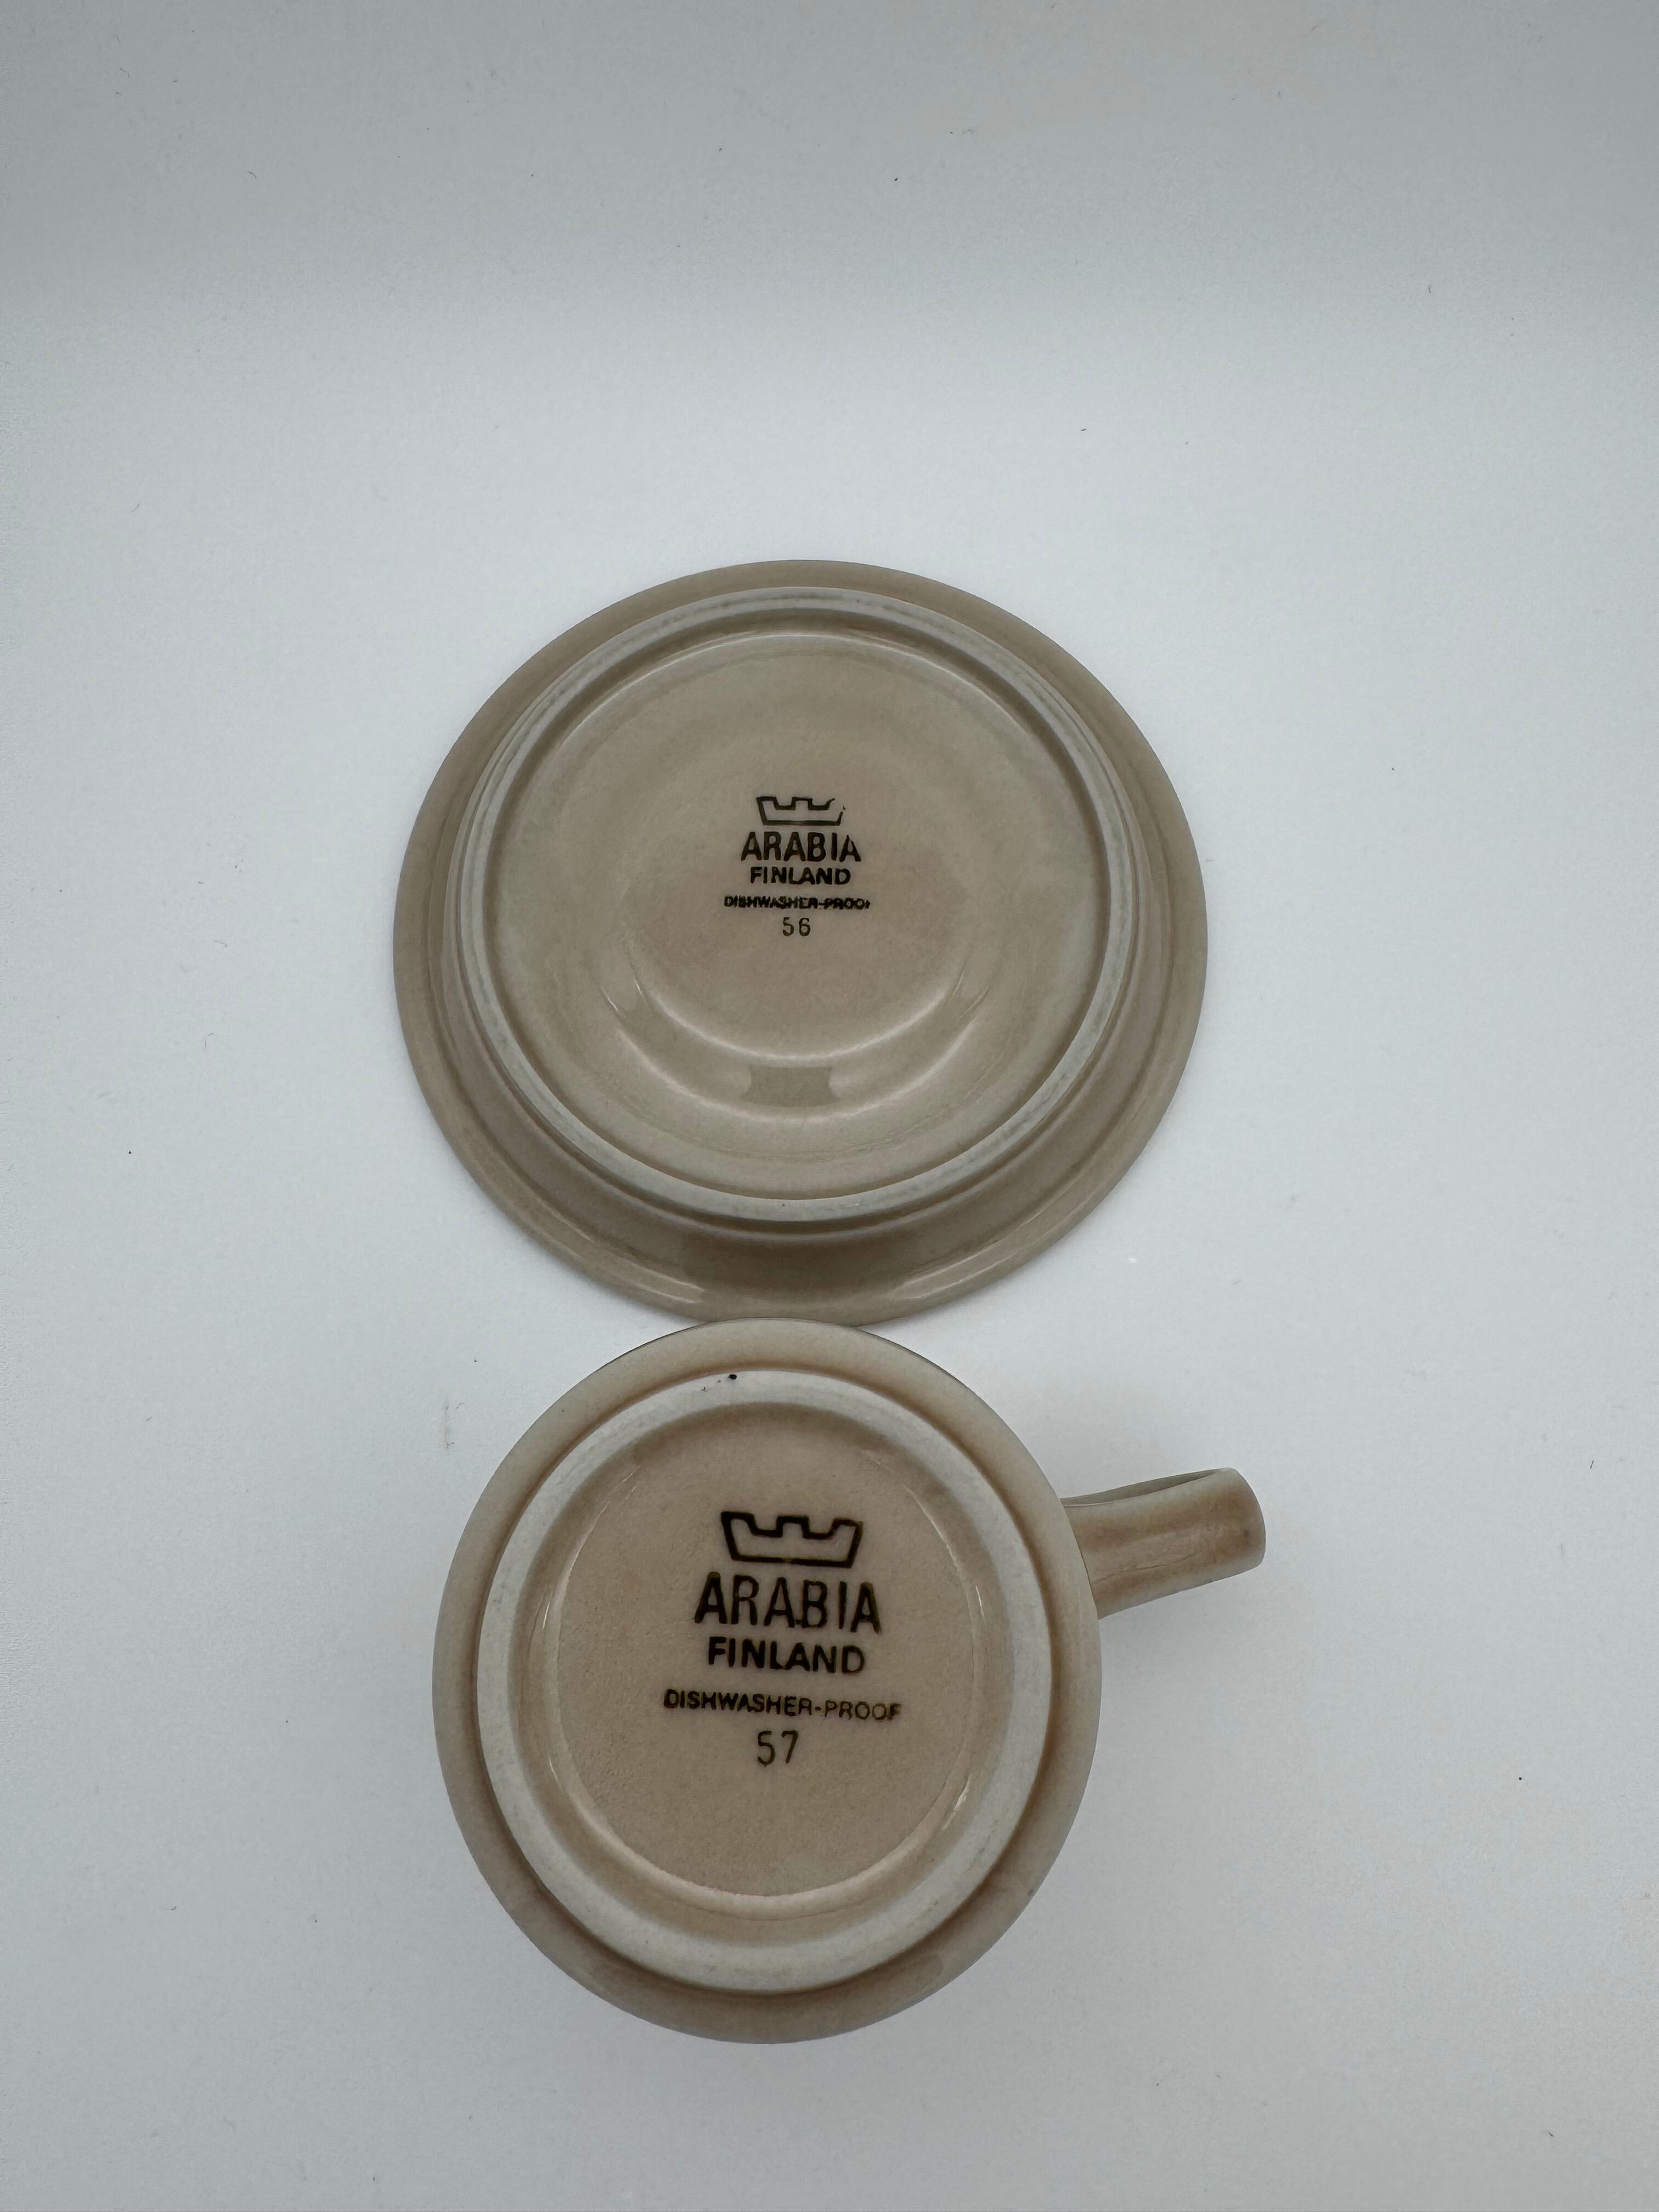 ARABIA
FINLAND
DISHWASHER-PROOF
56
ARABIA
FINLAND
DISHWASHER-PROOF
57